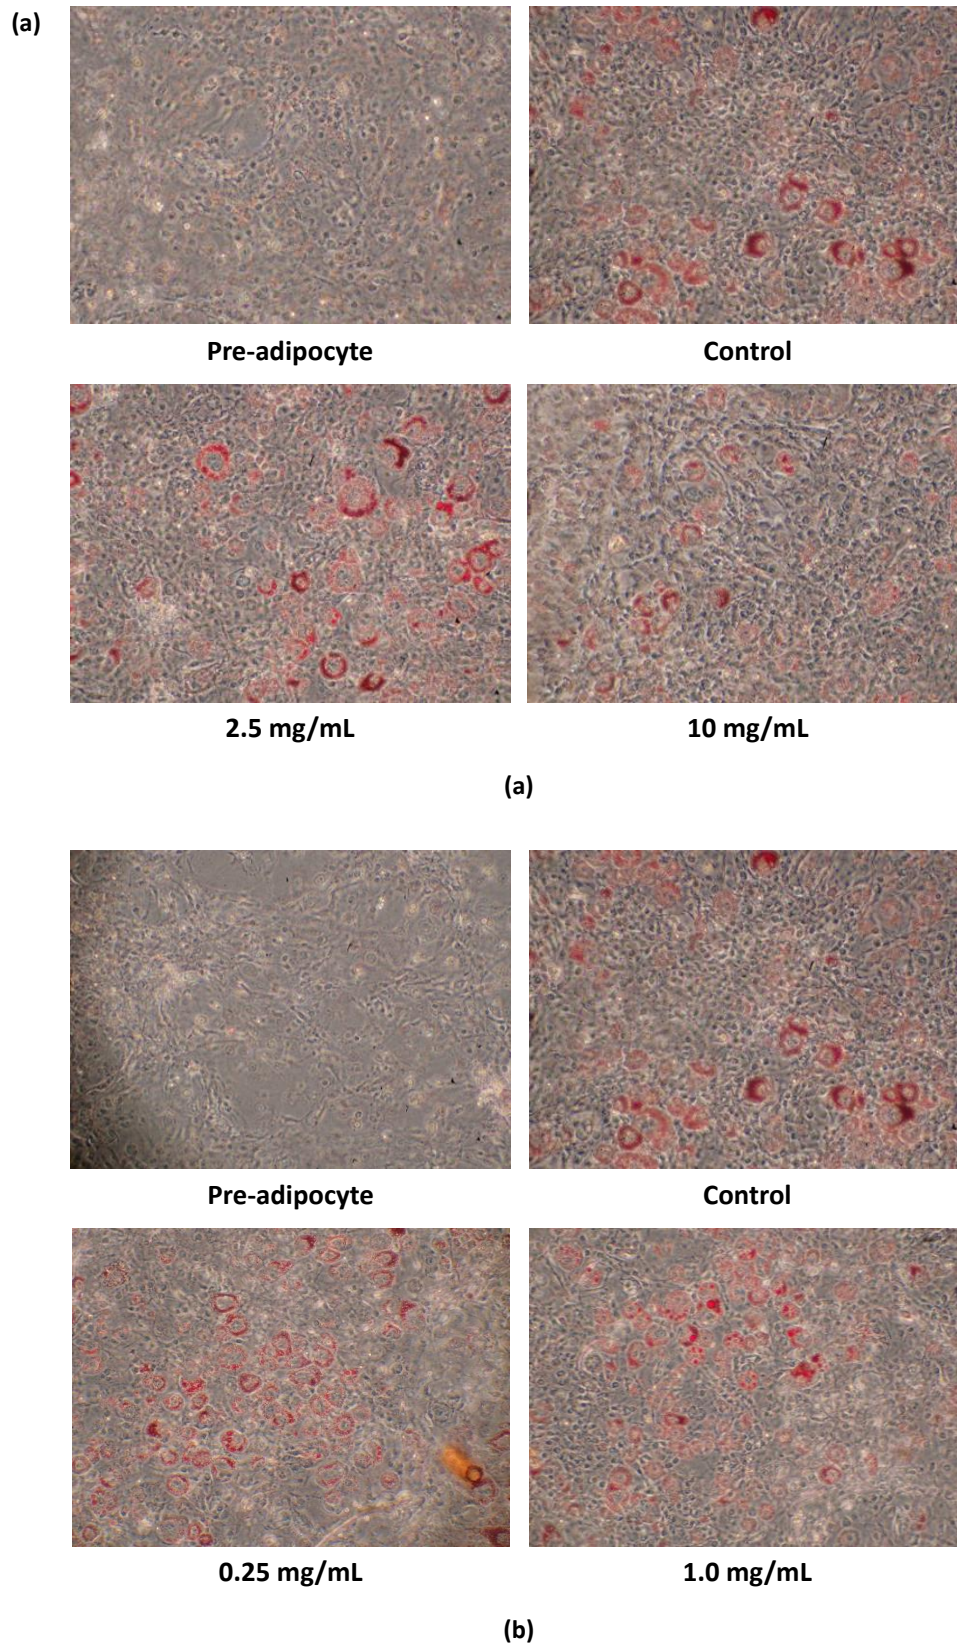 (a)
Pre-adipocyte Control
2.5 mg/mL 10 mg/mL
(a)
Pre-adipocyte Control
0.25 mg/mL 1.0 mg/mL
(b)